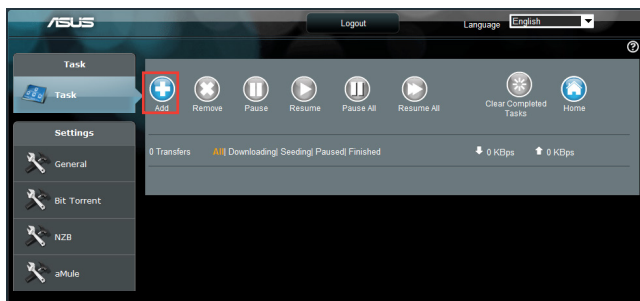 ASUS
Logout
Language English
Task
Task
Add Remove Pause Resume Pause All Resume All Clear Completed Tasks Home
Settings
0 Transfers All| Downloading| Seeding| Paused| Finished 0 KBps 0 KBps
General
Bit Torrent
NZB
aMule